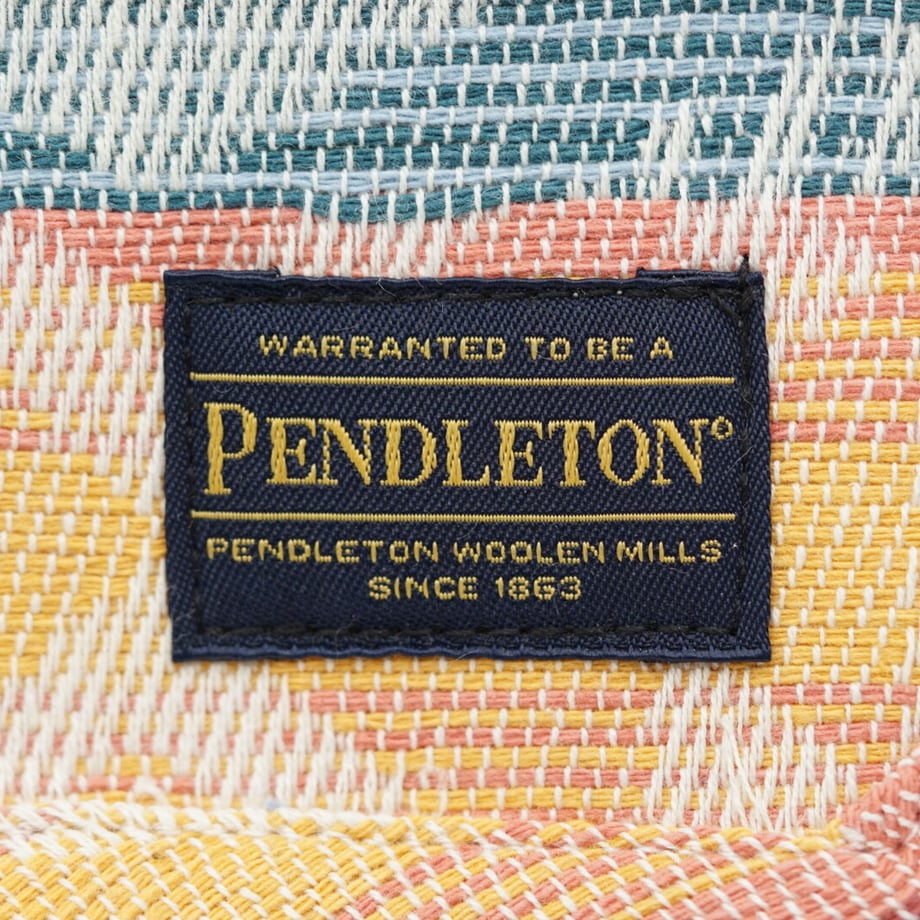 WARRANTED TO BE A
PENDLETON®
PENDLETON WOOLEN MILLS
SINCE 1863